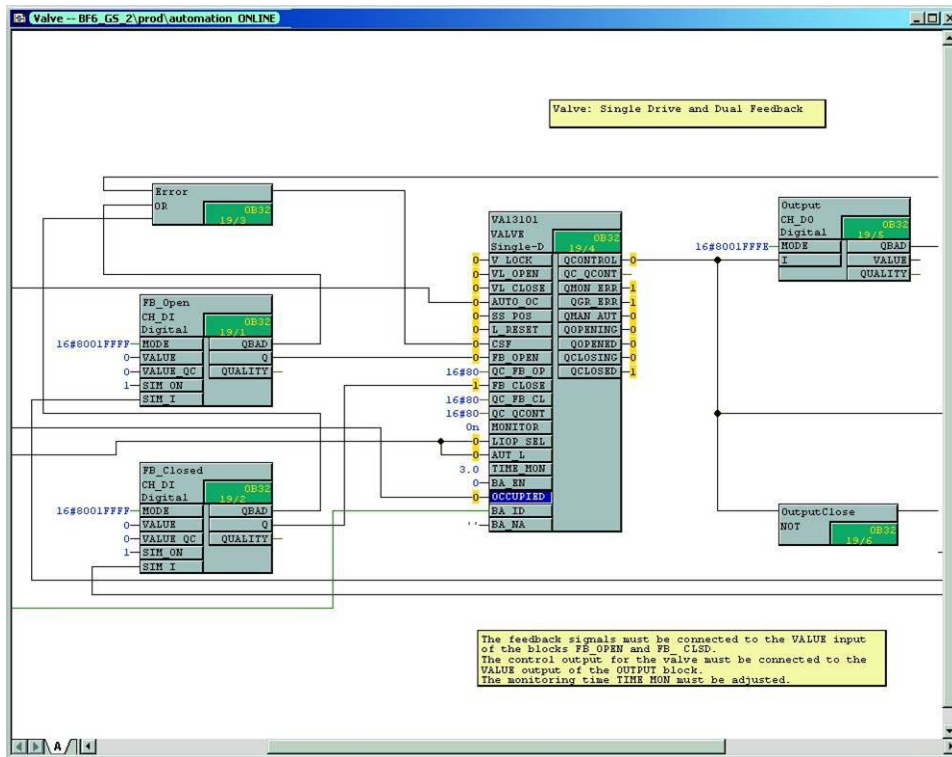 Valve -- BF6_GS_2\prod\automation ONLINE
Valve: Single Drive and Dual Feedback
Error
OR
OB32
19/3
VA13101
VALVE
Single-D
OB32
19/4
0 V_LOCK QCONTROL 0
0 VL_OPEN QC_QCONT
0 VL_CLOSE QMON_ERR 1
0 AUTO_OC QGR_ERR 1
0 SS_POS QMAN_AUT 0
0 L_RESET QOPENING 0
0 CSF QOPENED 0
0 FB_OPEN QCLOSING 0
16#80 QC_FB_OP QCLOSED 1
1 FB_CLOSE
16#80 QC_FB_CL
16#80 QC_QCONT
On MONITOR
0 LIOP_SEL
0 AUT_L
3.0 TIME_MON
0 BA_EN
0 OCCUPIED
BA_ID
'' BA_NA
Output
CH_DO
Digital
OB32
19/5
16#8001FFFE MODE QBAD
I VALUE
QUALITY
FB_Open
CH_DI
Digital
OB32
19/1
16#8001FFFF MODE QBAD
0 VALUE Q
0 VALUE_QC QUALITY
1 SIM_ON
SIM_I
FB_Closed
CH_DI
Digital
OB32
19/2
16#8001FFFF MODE QBAD
0 VALUE Q
0 VALUE_QC QUALITY
1 SIM_ON
SIM_I
OutputClose
NOT
OB32
19/6
The feedback signals must be connected to the VALUE input
of the blocks FB_OPEN and FB_ CLSD.
The control output for the valve must be connected to the
VALUE output of the OUTPUT block.
The monitoring time TIME_MON must be adjusted.
A